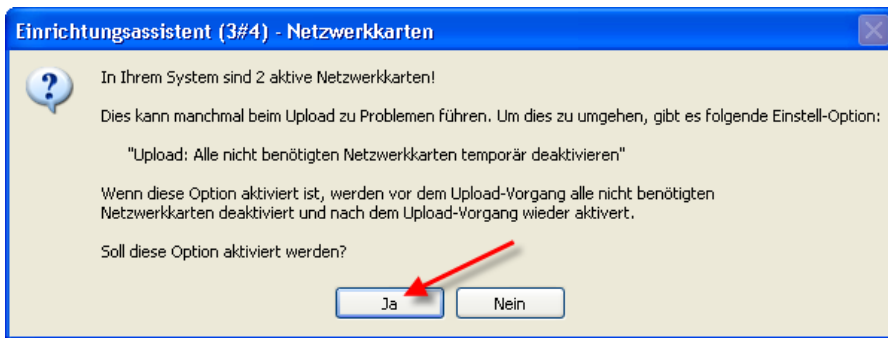 Einrichtungsassistent (3#4) - Netzwerkkarten
In Ihrem System sind 2 aktive Netzwerkkarten!
Dies kann manchmal beim Upload zu Problemen führen. Um dies zu umgehen, gibt es folgende Einstell-Option:
"Upload: Alle nicht benötigten Netzwerkkarten temporär deaktivieren"
Wenn diese Option aktiviert ist, werden vor dem Upload-Vorgang alle nicht benötigten
Netzwerkkarten deaktiviert und nach dem Upload-Vorgang wieder aktivert.
Soll diese Option aktiviert werden?
Ja
Nein